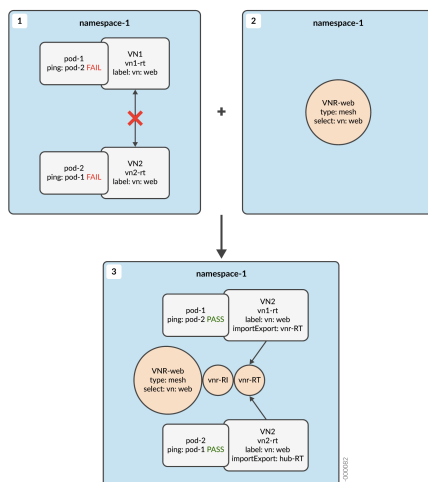 1
namespace-1
pod-1
ping: pod-2 FAIL
VN1
vn1-rt
label: vn: web
pod-2
ping: pod-1 FAIL
VN2
vn2-rt
label: vn: web
+
2
namespace-1
VNR-web
type: mesh
select: vn: web
3
namespace-1
pod-1
ping: pod-2 PASS
VN2
vn1-rt
label: vn: web
importExport: vnr-RT
VNR-web
type: mesh
select: vn: web
vnr-RI
vnr-RT
pod-2
ping: pod-1 PASS
VN2
vn2-rt
label: vn: web
importExport: hub-RT
-000082